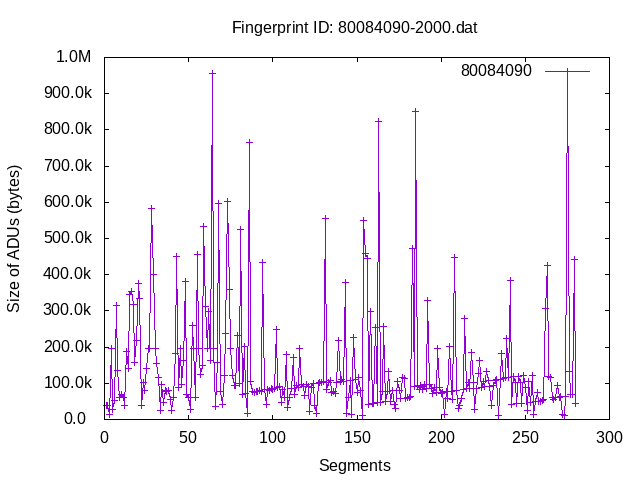 Fingerprint ID: 80084090-2000.dat
1.0M
80084090
900.0k
800.0k
700.0k
600.0k
500.0k
400.0k
300.0k
200.0k
100.0k
0.0
Size of ADUs (bytes)
0 50 100 150 200 250 300
Segments